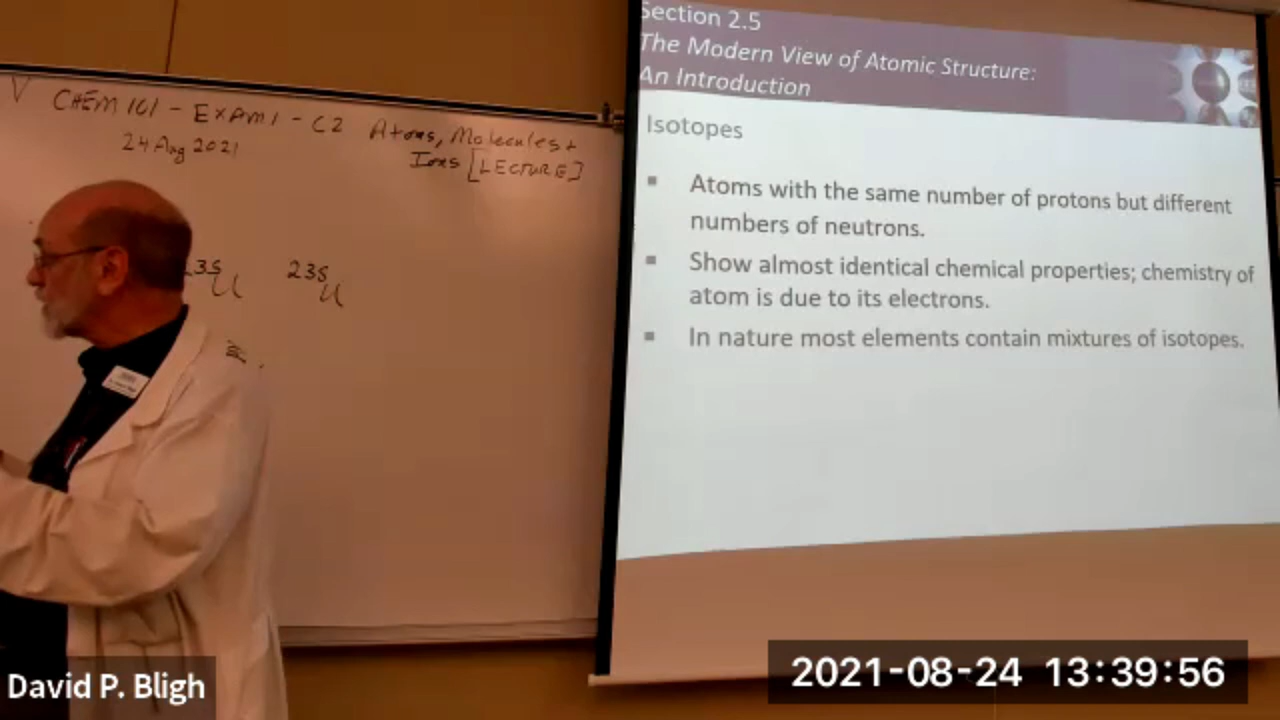 CHEM 101 - EXAM 1 - C2 Atoms, Molecules +
24 Aug 2021 Ions [LECTURE]
235 U 235 U
Section 2.5
The Modern View of Atomic Structure:
An Introduction
Isotopes
▪ Atoms with the same number of protons but different
numbers of neutrons.
▪ Show almost identical chemical properties; chemistry of
atom is due to its electrons.
▪ In nature most elements contain mixtures of isotopes.
David P. Bligh
2021-08-24 13:39:56